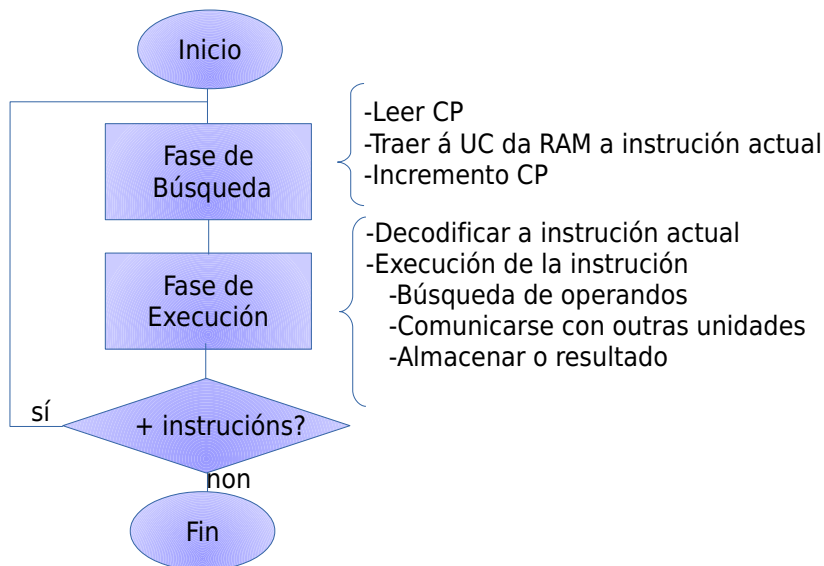 Inicio
Fase de
Búsqueda
-Leer CP
-Traer á UC da RAM a instrución actual
-Incremento CP
Fase de
Execución
-Decodificar a instrución actual
-Execución de la instrución
-Búsqueda de operandos
-Comunicarse con outras unidades
-Almacenar o resultado
sí
+ instrucións?
non
Fin